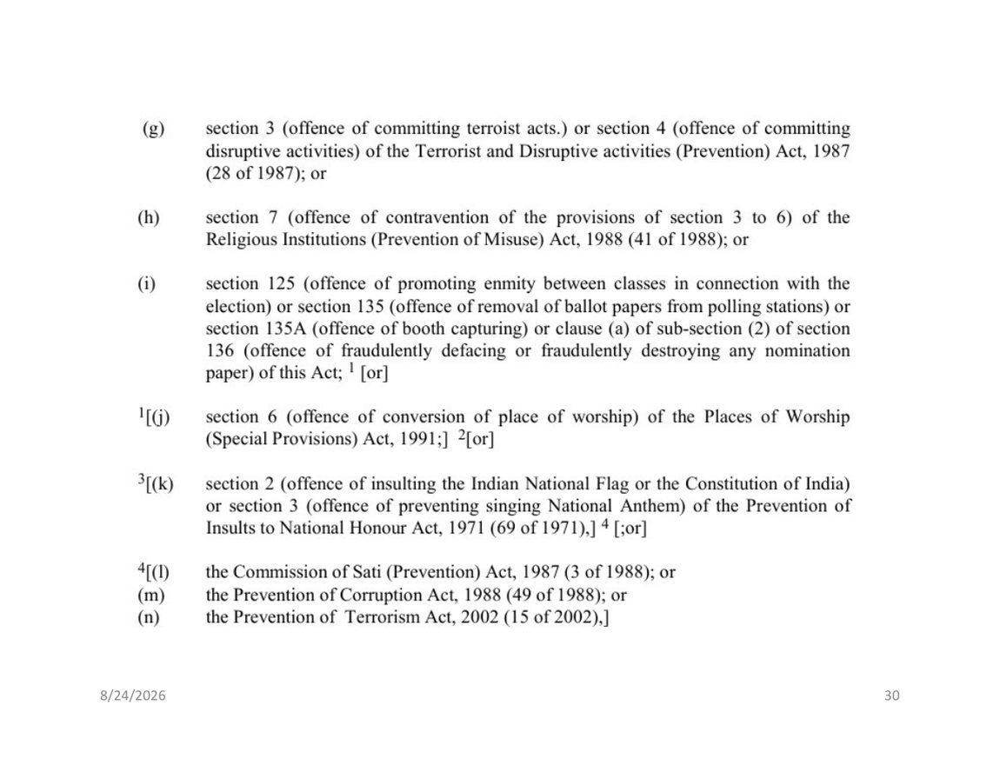 (g) section 3 (offence of committing terroist acts.) or section 4 (offence of committing
disruptive activities) of the Terrorist and Disruptive activities (Prevention) Act, 1987
(28 of 1987); or
(h) section 7 (offence of contravention of the provisions of section 3 to 6) of the
Religious Institutions (Prevention of Misuse) Act, 1988 (41 of 1988); or
(i) section 125 (offence of promoting enmity between classes in connection with the
election) or section 135 (offence of removal of ballot papers from polling stations) or
section 135A (offence of booth capturing) or clause (a) of sub-section (2) of section
136 (offence of fraudulently defacing or fraudulently destroying any nomination
paper) of this Act; 1 [or]
1[(j) section 6 (offence of conversion of place of worship) of the Places of Worship
(Special Provisions) Act, 1991;] 2[or]
3[(k) section 2 (offence of insulting the Indian National Flag or the Constitution of India)
or section 3 (offence of preventing singing National Anthem) of the Prevention of
Insults to National Honour Act, 1971 (69 of 1971),] 4 [;or]
4[(l) the Commission of Sati (Prevention) Act, 1987 (3 of 1988); or
(m) the Prevention of Corruption Act, 1988 (49 of 1988); or
(n) the Prevention of Terrorism Act, 2002 (15 of 2002),]
8/24/2026 30